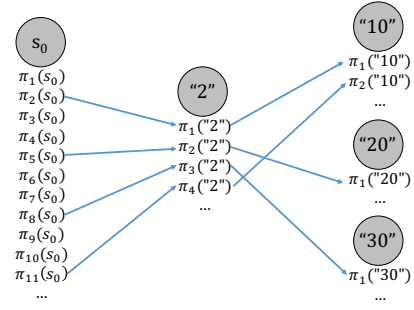 s₀
π₁(s₀)
π₂(s₀)
π₃(s₀)
π₄(s₀)
π₅(s₀)
π₆(s₀)
π₇(s₀)
π₈(s₀)
π₉(s₀)
π₁₀(s₀)
π₁₁(s₀)
...
“2”
π₁("2")
π₂("2")
π₃("2")
π₄("2")
...
“10”
π₁("10")
π₂("10")
...
“20”
π₁("20")
...
“30”
π₁("30")
...